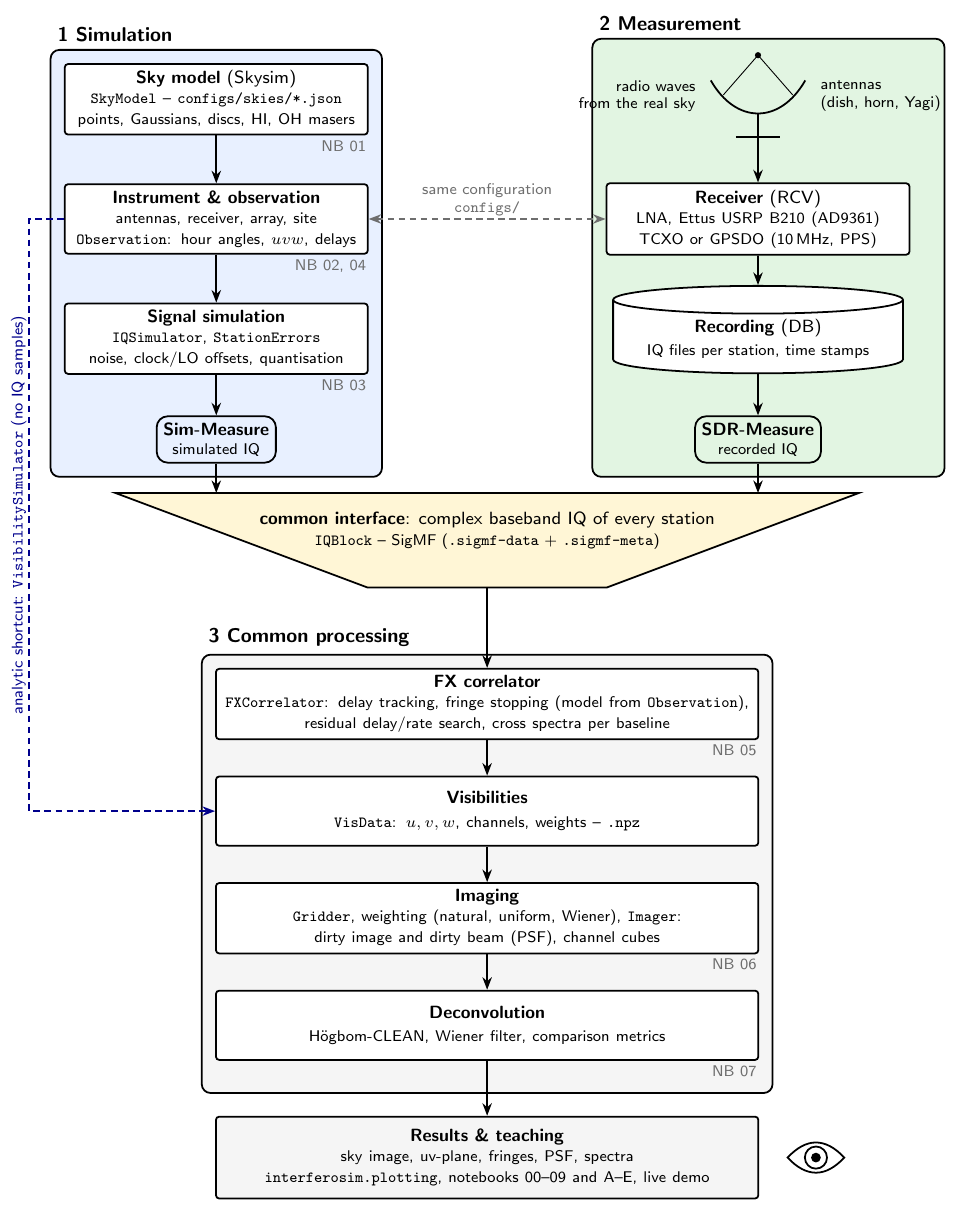 1 Simulation
Sky model (Skysim)
SkyModel – configs/skies/*.json
points, Gaussians, discs, HI, OH masers
NB 01
Instrument & observation
antennas, receiver, array, site
Observation: hour angles, uvw, delays
NB 02, 04
Signal simulation
IQSimulator, StationErrors
noise, clock/LO offsets, quantisation
NB 03
Sim-Measure
simulated IQ
same configuration
configs/
2 Measurement
radio waves
from the real sky
antennas
(dish, horn, Yagi)
Receiver (RCV)
LNA, Ettus USRP B210 (AD9361)
TCXO or GPSDO (10 MHz, PPS)
Recording (DB)
IQ files per station, time stamps
SDR-Measure
recorded IQ
analytic shortcut: VisibilitySimulator (no IQ samples)
common interface: complex baseband IQ of every station
IQBlock – SigMF (.sigmf-data + .sigmf-meta)
3 Common processing
FX correlator
FXCorrelator: delay tracking, fringe stopping (model from Observation),
residual delay/rate search, cross spectra per baseline
NB 05
Visibilities
VisData: u, v, w, channels, weights – .npz
Imaging
Gridder, weighting (natural, uniform, Wiener), Imager:
dirty image and dirty beam (PSF), channel cubes
NB 06
Deconvolution
Högbom-CLEAN, Wiener filter, comparison metrics
NB 07
Results & teaching
sky image, uv-plane, fringes, PSF, spectra
interferosim.plotting, notebooks 00–09 and A–E, live demo